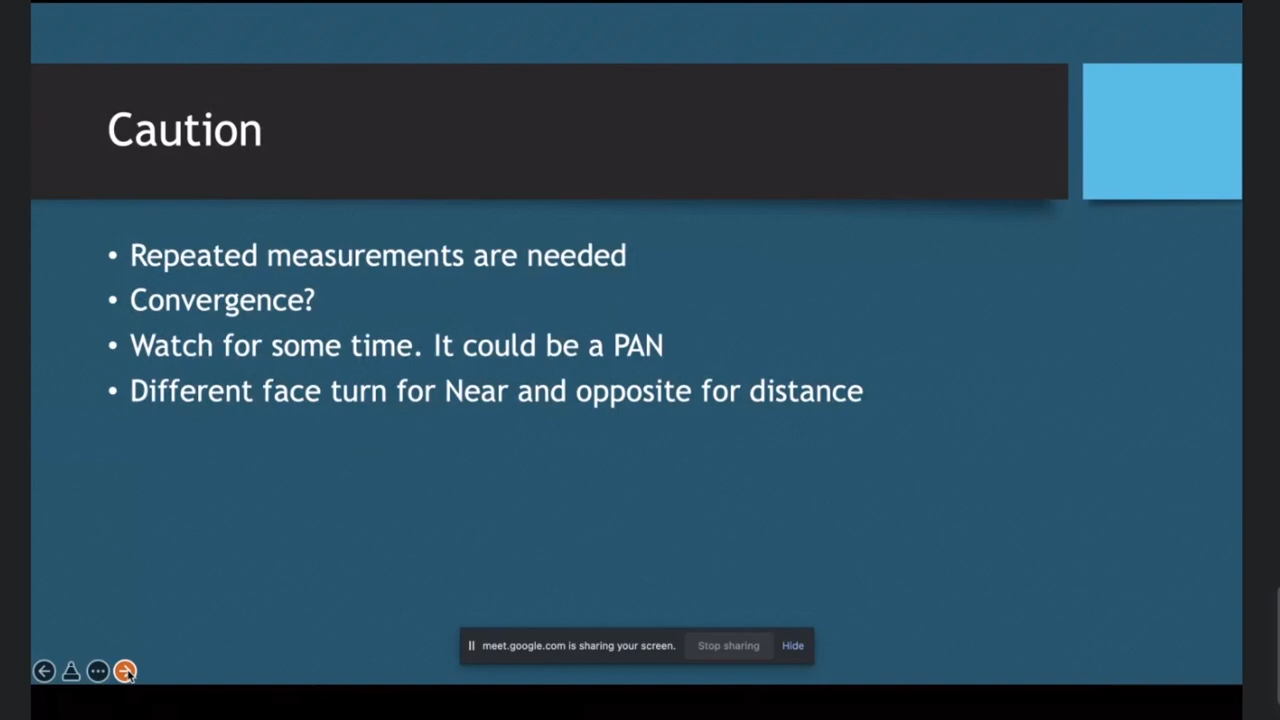 Caution
• Repeated measurements are needed
• Convergence?
• Watch for some time. It could be a PAN
• Different face turn for Near and opposite for distance
meet.google.com is sharing your screen. Stop sharing Hide